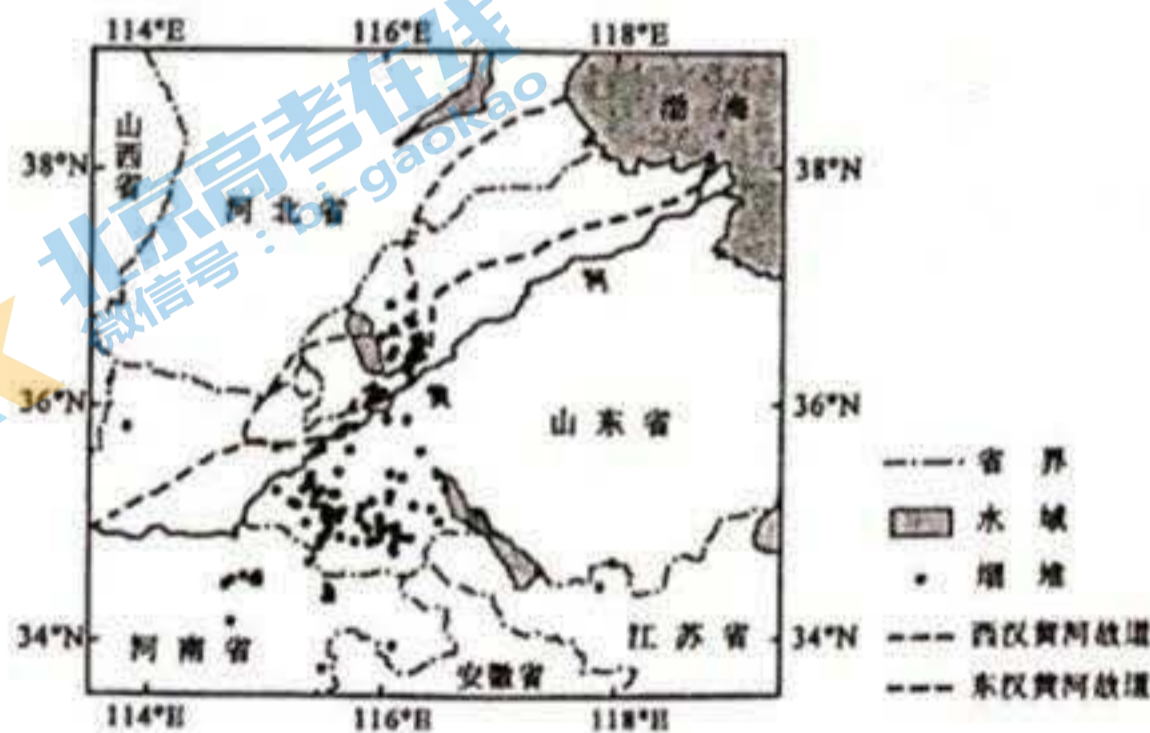 114°E 116°E 118°E
渤海
山西省
38°N 38°N
河北省
北京高考在线
微信号:bj-gaokao
河
黄
36°N 36°N
山东省
省界
水域
堌堆
34°N 34°N
河南省
江苏省
安徽省
西汉黄河故道
东汉黄河故道
114°E 116°E 118°E